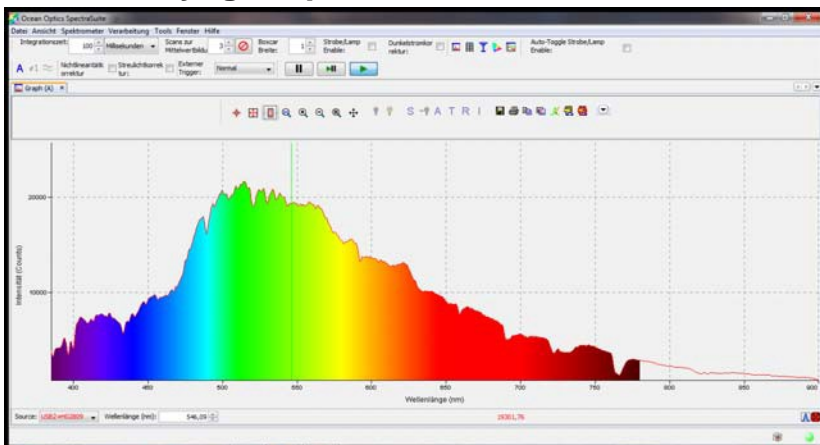 Ocean Optics SpectraSuite
Datei Ansicht Spektrometer Verarbeitung Tools Fenster Hilfe
Integrationszeit: 100 Millisekunden Scans zur Mittelwertbildu 3 Boxcar Breite: 1 Strobe/Lamp Enable: Dunkelstromkor rektur: Auto-Toggle Strobe/Lamp Enable:
Nichtlinearitätk orrektur Streulichtkorrek tur: Externer Trigger: Normal
Graph (A)
S T A T R I
20000
10000
Intensität (Counts)
400 450 500 550 600 650 700 750 800 850 900
Wellenlänge (nm)
Source: Wellenlänge (nm): 546,09 19301,76